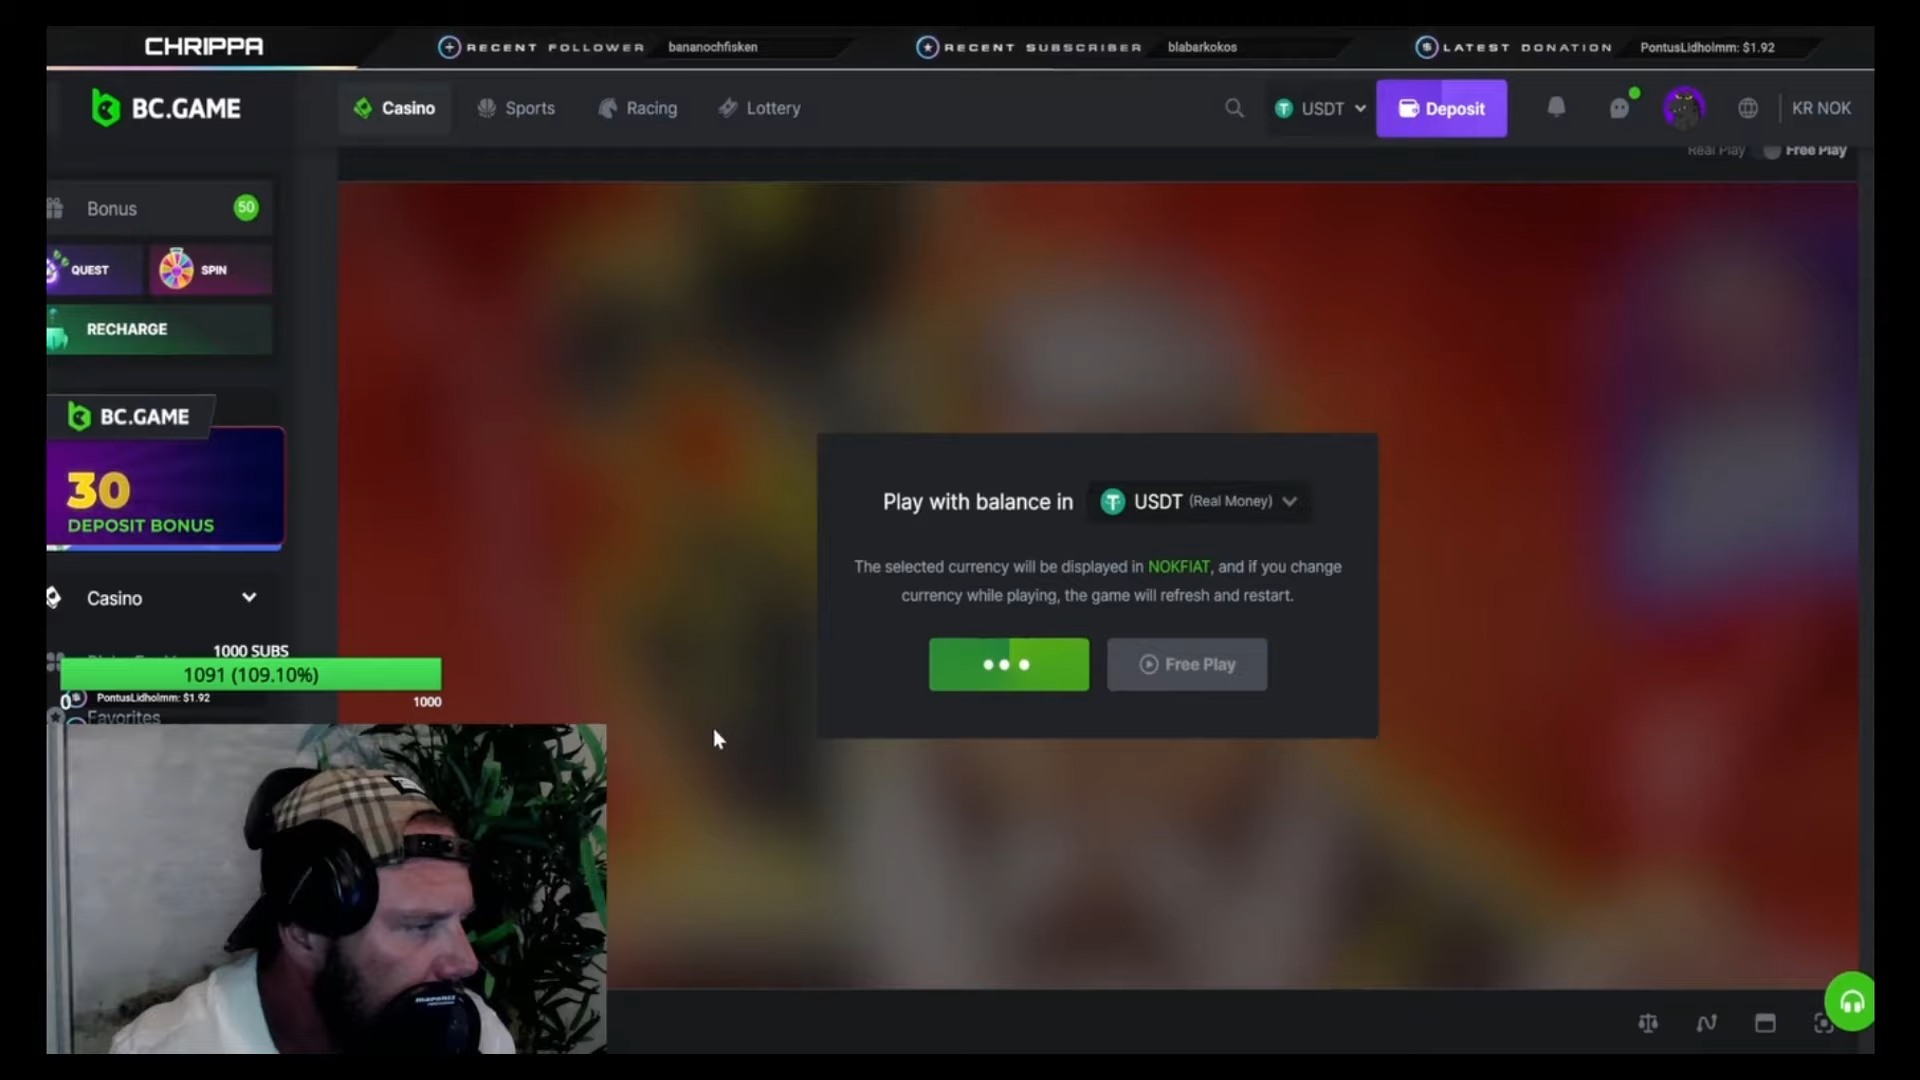 CHRIPPA
RECENT FOLLOWER bananochfisken
RECENT SUBSCRIBER blabarkokos
LATEST DONATION PontusLidholmm: $1.92
BC.GAME
Casino
Sports
Racing
Lottery
USDT
Deposit
KR NOK
Real Play
Free Play
Bonus
50
QUEST
SPIN
RECHARGE
BC.GAME
30
DEPOSIT BONUS
Casino
1000 SUBS
1091 (109.10%)
0
PontusLidholmm: $1.92
1000
Favorites
Play with balance in
USDT (Real Money)
The selected currency will be displayed in NOKFIAT, and if you change
currency while playing, the game will refresh and restart.
Free Play